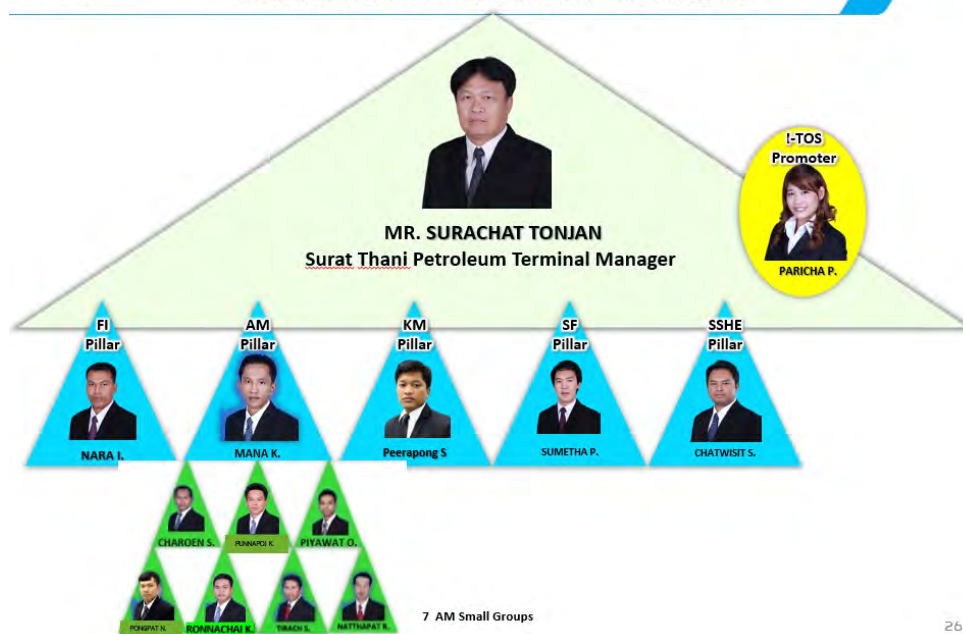 I-TOS
Promoter
PARICHA P.
MR. SURACHAT TONJAN
Surat Thani Petroleum Terminal Manager
FI
Pillar
AM
Pillar
KM
Pillar
SF
Pillar
SSHE
Pillar
NARA I.
MANA K.
Peerapong S
SUMETHA P.
CHATWISIT S.
CHAROEN S.
PUNNAPOJ K.
PIYAWAT O.
PONGPAT N.
RONNACHAI K.
TIRACH S.
NATTHAPAT R.
7 AM Small Groups
26